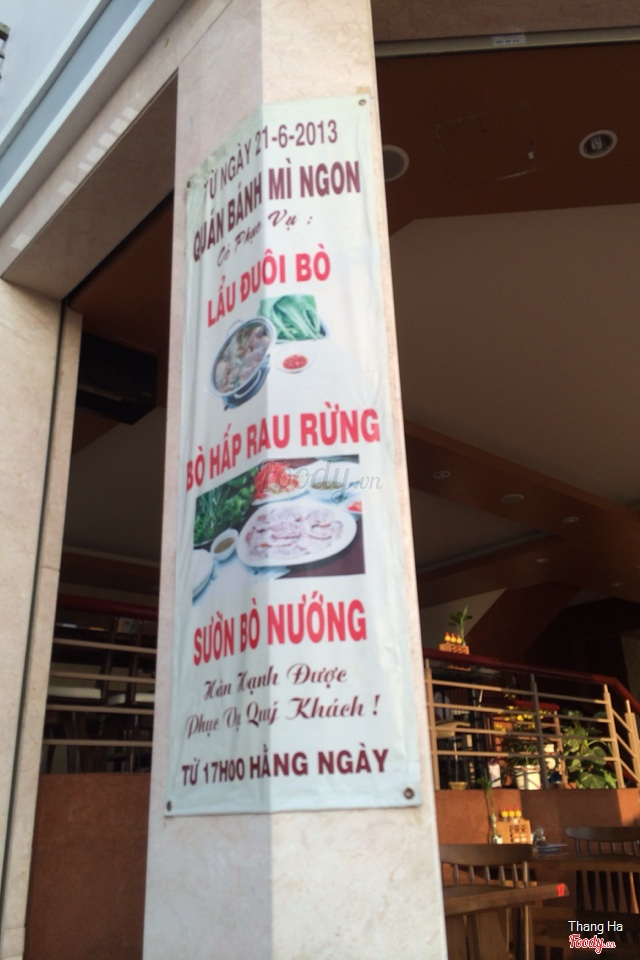 TỪ NGÀY 21-6-2013
QUÁN BÁNH MÌ NGON
Có Phục Vụ :
LẨU ĐUÔI BÒ
BÒ HẤP RAU RỪNG
Foody.vn
SƯỜN BÒ NƯỚNG
Hân Hạnh Được
Phục Vụ Quý Khách !
TỪ 17H00 HẰNG NGÀY
Thang Ha
Foody.vn